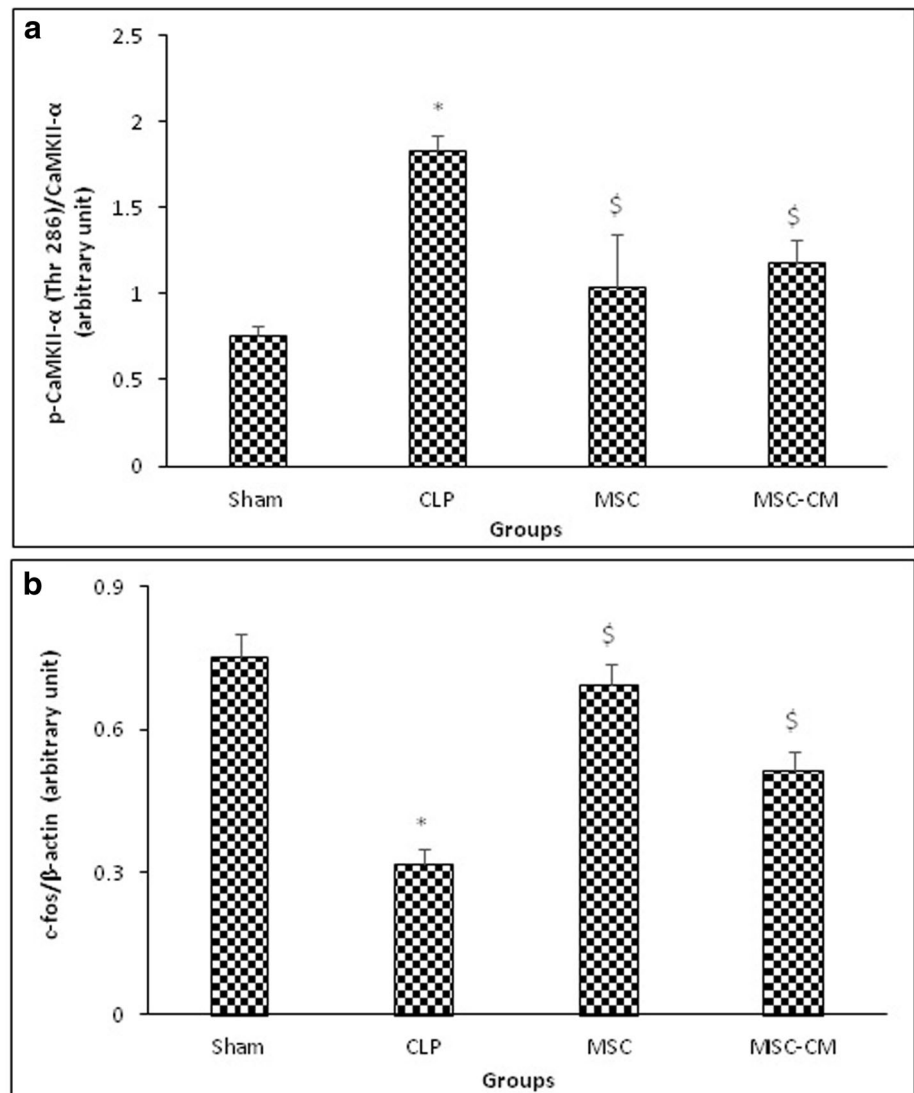 a
p-CaMKII-α (Thr 286)/CaMKII-α
(arbitrary unit)
2.5
2
1.5
1
0.5
0
*
$
$
Sham CLP MSC MSC-CM
Groups
b
c-fos/β-actin (arbitrary unit)
0.9
0.6
0.3
0
*
$
$
Sham CLP MSC MSC-CM
Groups